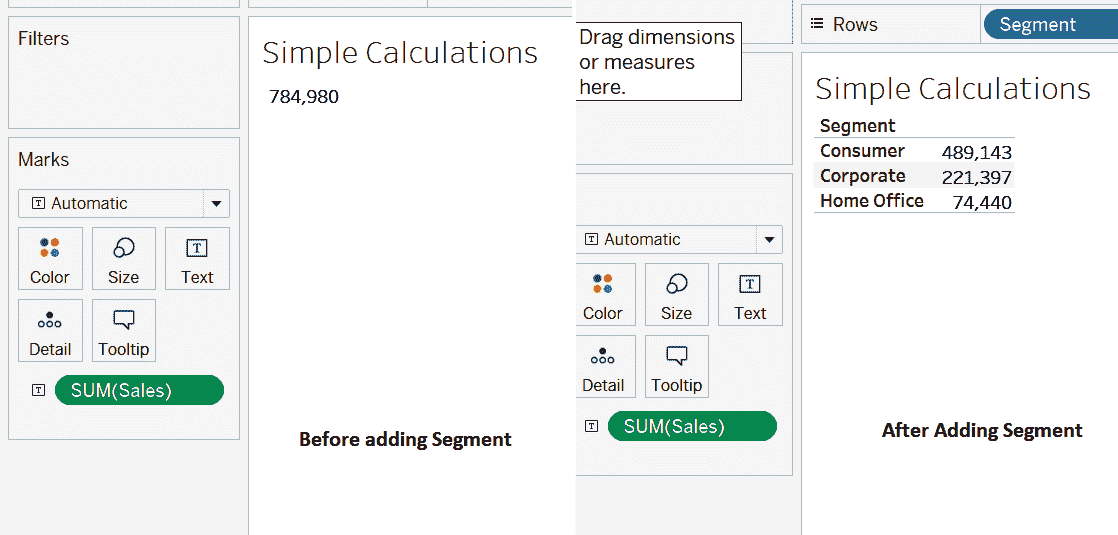 Filters
Simple Calculations
784,980
Marks
Automatic
Color Size Text
Detail Tooltip
SUM(Sales)
Before adding Segment
Drag dimensions
or measures
here.
Rows Segment
Simple Calculations
Segment
Consumer 489,143
Corporate 221,397
Home Office 74,440
Automatic
Color Size Text
Detail Tooltip
SUM(Sales)
After Adding Segment